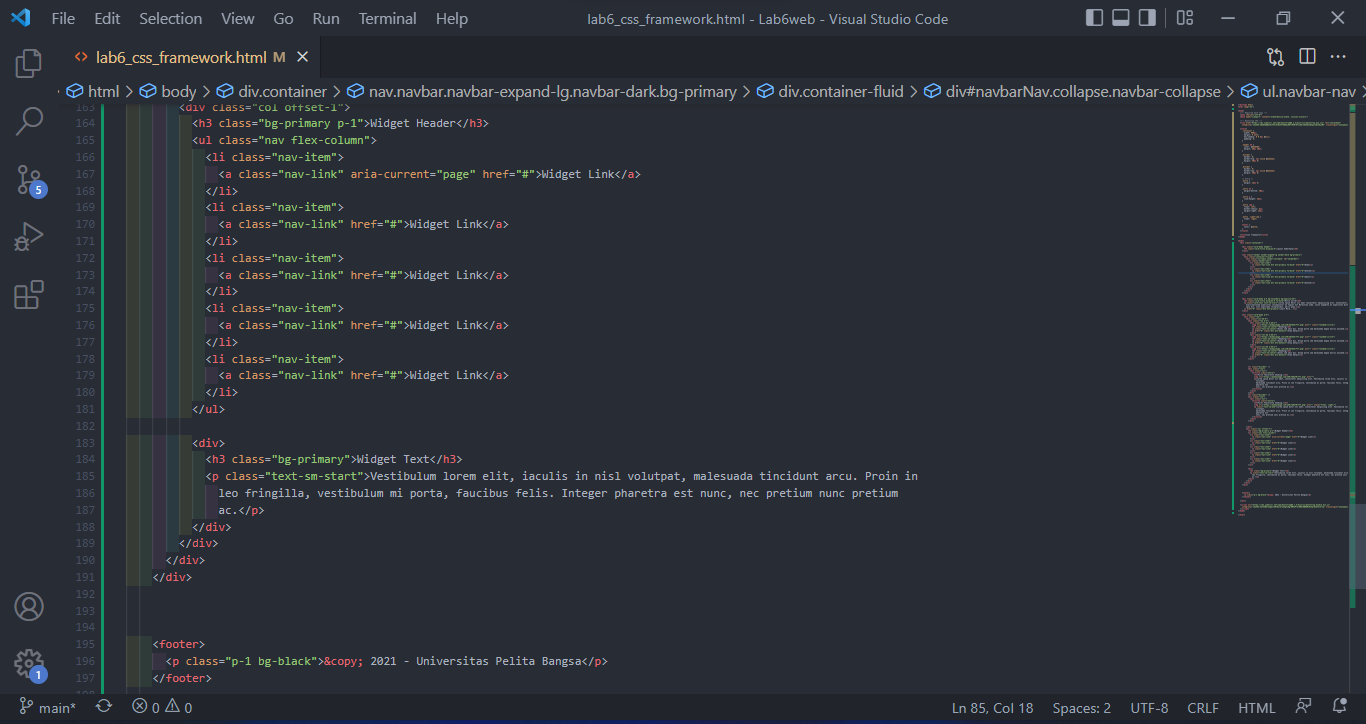 File Edit Selection View Go Run Terminal Help lab6_css_framework.html - Lab6web - Visual Studio Code
<> lab6_css_framework.html M
html > body > div.container > nav.navbar.navbar-expand-lg.navbar-dark.bg-primary > div.container-fluid > div#navbarNav.collapse.navbar-collapse > ul.navbar-nav >
163 <div class="col offset-1">
164 <h3 class="bg-primary p-1">Widget Header</h3>
165 <ul class="nav flex-column">
166 <li class="nav-item">
167 <a class="nav-link" aria-current="page" href="#">Widget Link</a>
168 </li>
169 <li class="nav-item">
170 <a class="nav-link" href="#">Widget Link</a>
171 </li>
172 <li class="nav-item">
173 <a class="nav-link" href="#">Widget Link</a>
174 </li>
175 <li class="nav-item">
176 <a class="nav-link" href="#">Widget Link</a>
177 </li>
178 <li class="nav-item">
179 <a class="nav-link" href="#">Widget Link</a>
180 </li>
181 </ul>
182
183 <div>
184 <h3 class="bg-primary">Widget Text</h3>
185 <p class="text-sm-start">Vestibulum lorem elit, iaculis in nisl volutpat, malesuada tincidunt arcu. Proin in
186 leo fringilla, vestibulum mi porta, faucibus felis. Integer pharetra est nunc, nec pretium nunc pretium
187 ac.</p>
188 </div>
189 </div>
190 </div>
191 </div>
192
193
194
195 <footer>
196 <p class="p-1 bg-black">&copy; 2021 - Universitas Pelita Bangsa</p>
197 </footer>
5
1
main* 0 0 Ln 85, Col 18 Spaces: 2 UTF-8 CRLF HTML